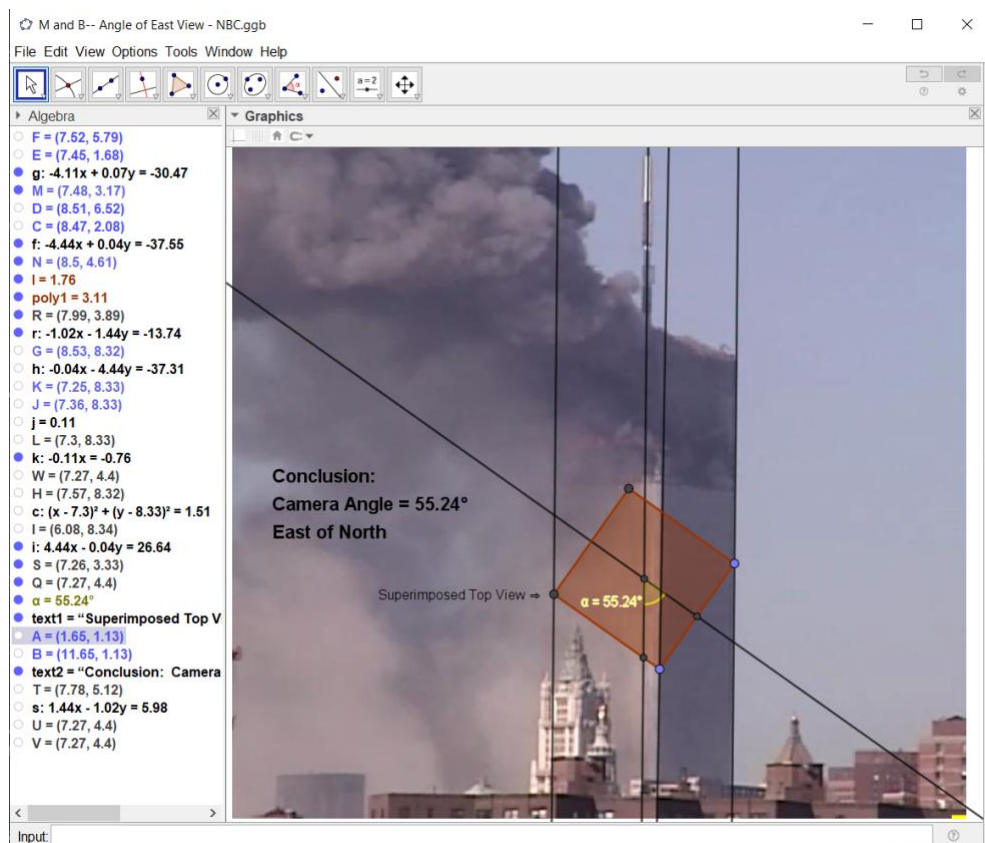 M and B-- Angle of East View - NBC.ggb
File Edit View Options Tools Window Help
a=2
Algebra
Graphics
F = (7.52, 5.79)
E = (7.45, 1.68)
g: -4.11x + 0.07y = -30.47
M = (7.48, 3.17)
D = (8.51, 6.52)
C = (8.47, 2.08)
f: -4.44x + 0.04y = -37.55
N = (8.5, 4.61)
l = 1.76
poly1 = 3.11
R = (7.99, 3.89)
r: -1.02x - 1.44y = -13.74
G = (8.53, 8.32)
h: -0.04x - 4.44y = -37.31
K = (7.25, 8.33)
J = (7.36, 8.33)
j = 0.11
L = (7.3, 8.33)
k: -0.11x = -0.76
W = (7.27, 4.4)
H = (7.57, 8.32)
c: (x - 7.3)² + (y - 8.33)² = 1.51
I = (6.08, 8.34)
i: 4.44x - 0.04y = 26.64
S = (7.26, 3.33)
Q = (7.27, 4.4)
α = 55.24°
text1 = “Superimposed Top V
A = (1.65, 1.13)
B = (11.65, 1.13)
text2 = “Conclusion: Camera
T = (7.78, 5.12)
s: 1.44x - 1.02y = 5.98
U = (7.27, 4.4)
V = (7.27, 4.4)
Conclusion:
Camera Angle = 55.24°
East of North
Superimposed Top View ⇒
α = 55.24°
Input: